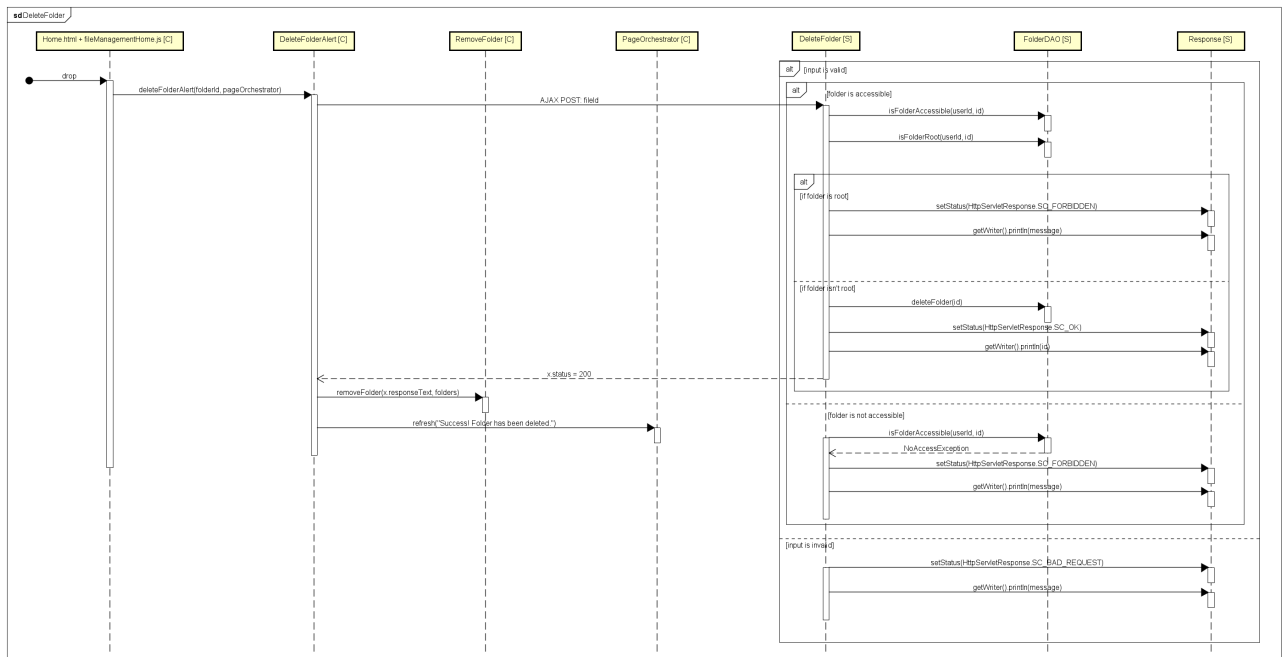 sd DeleteFolder
Home.html + fileManagementHome.js [C]
DeleteFolderAlert [C]
RemoveFolder [C]
PageOrchestrator [C]
DeleteFolder [S]
FolderDAO [S]
Response [S]
alt
[input is valid]
drop
alt
[folder is accessible]
deleteFolderAlert(folderId, pageOrchestrator)
AJAX POST: fileId
isFolderAccessible(userId, id)
isFolderRoot(userId, id)
alt
[if folder is root]
setStatus(HttpServletResponse.SC_FORBIDDEN)
getWriter().println(message)
[if folder isn't root]
deleteFolder(id)
setStatus(HttpServletResponse.SC_OK)
getWriter().println(id)
x.status = 200
removeFolder(x.responseText, folders)
[folder is not accessible]
refresh("Success! Folder has been deleted.")
isFolderAccessible(userId, id)
NoAccessException
setStatus(HttpServletResponse.SC_FORBIDDEN)
getWriter().println(message)
[input is invalid]
setStatus(HttpServletResponse.SC_BAD_REQUEST)
getWriter().println(message)